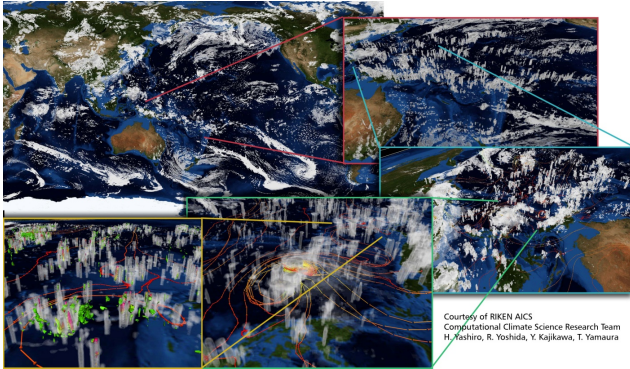 Courtesy of RIKEN AICS
Computational Climate Science Research Team
H. Yashiro, R. Yoshida, Y. Kajikawa, T. Yamaura